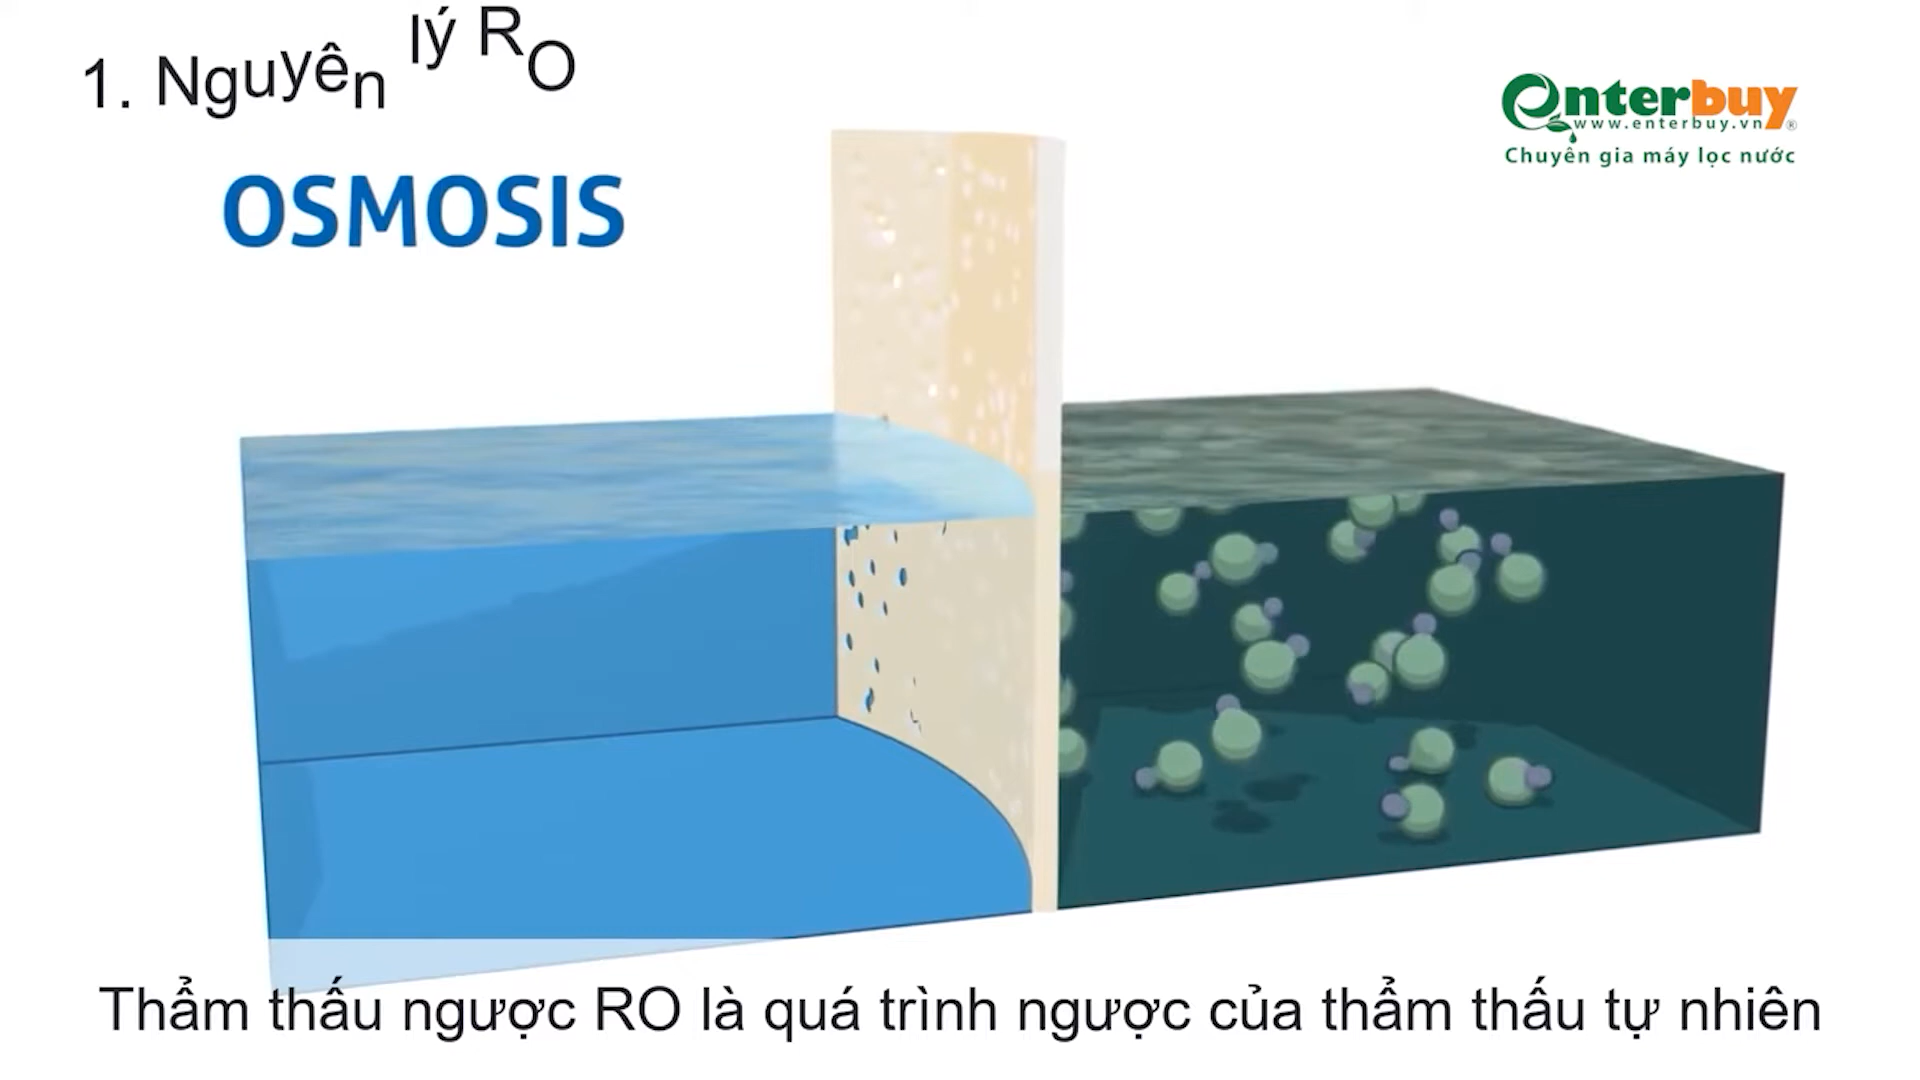 1. Nguyên lý RO
enterbuy
www.enterbuy.vn
®
Chuyên gia máy lọc nước
OSMOSIS
Thẩm thấu ngược RO là quá trình ngược của thẩm thấu tự nhiên